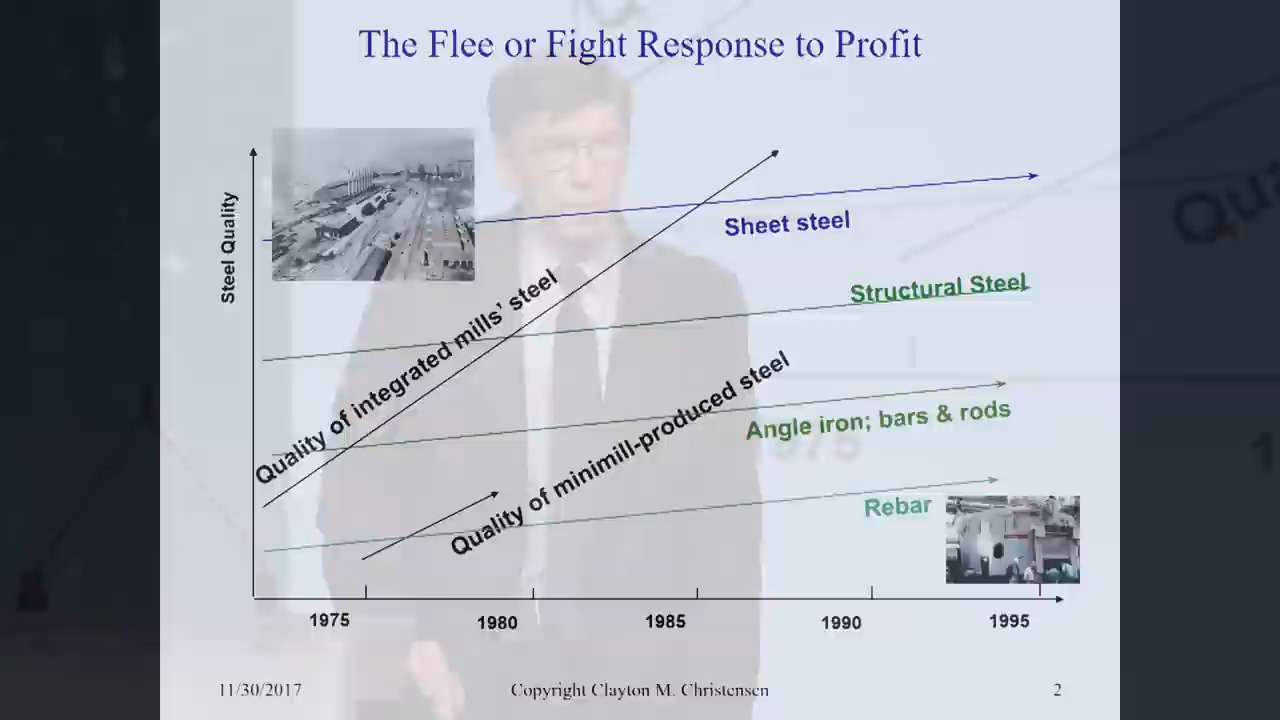 The Flee or Fight Response to Profit
Steel Quality
Quality of integrated mills' steel
Sheet steel
Structural Steel
Quality of minimill-produced steel
Angle iron; bars & rods
Rebar
1975
1980
1985
1990
1995
11/30/2017
Copyright Clayton M. Christensen
2